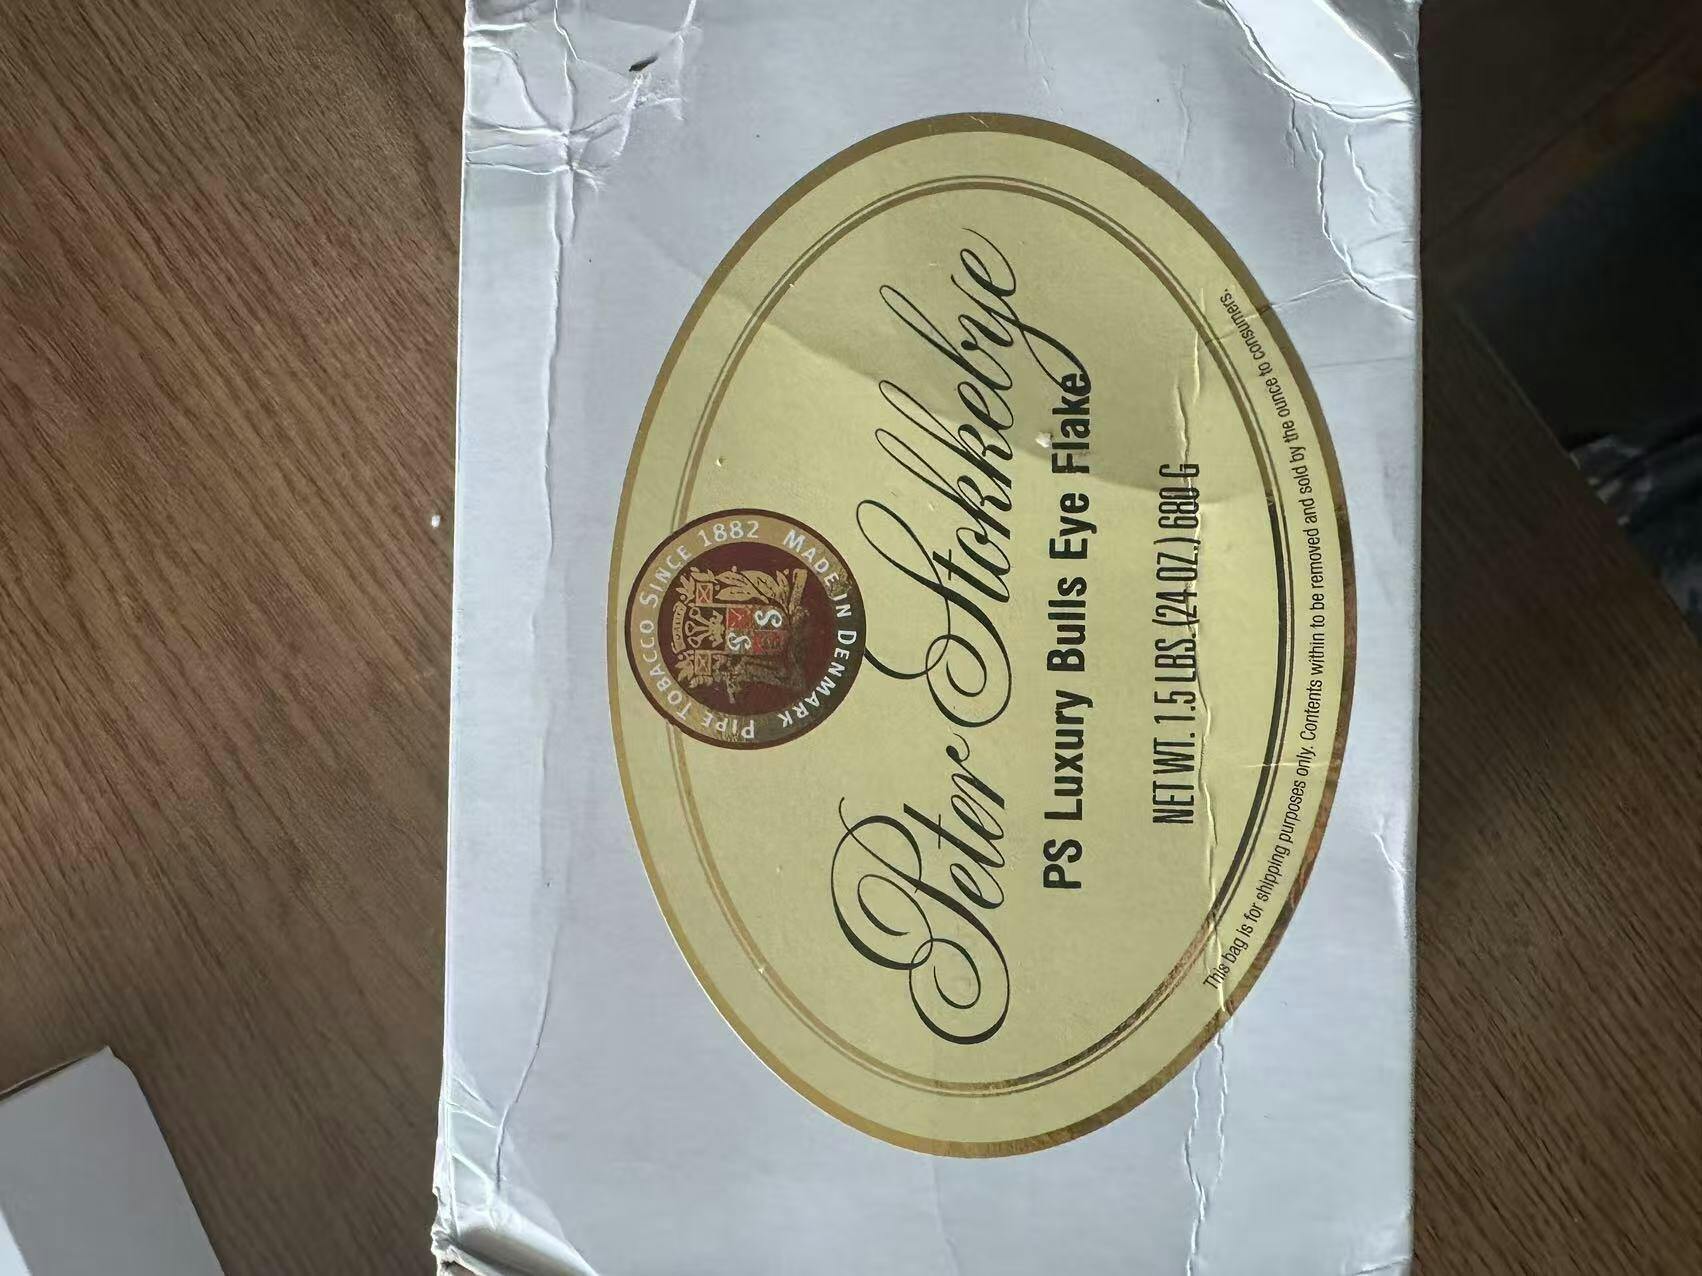 PIPE TOBACCO SINCE 1882 MADE IN DENMARK
S S
Peter Stokkebye
PS Luxury Bulls Eye Flake
NET WT. 1.5 LBS. (24 OZ.) 680 G
This bag is for shipping purposes only. Contents within to be removed and sold by the ounce to consumers.